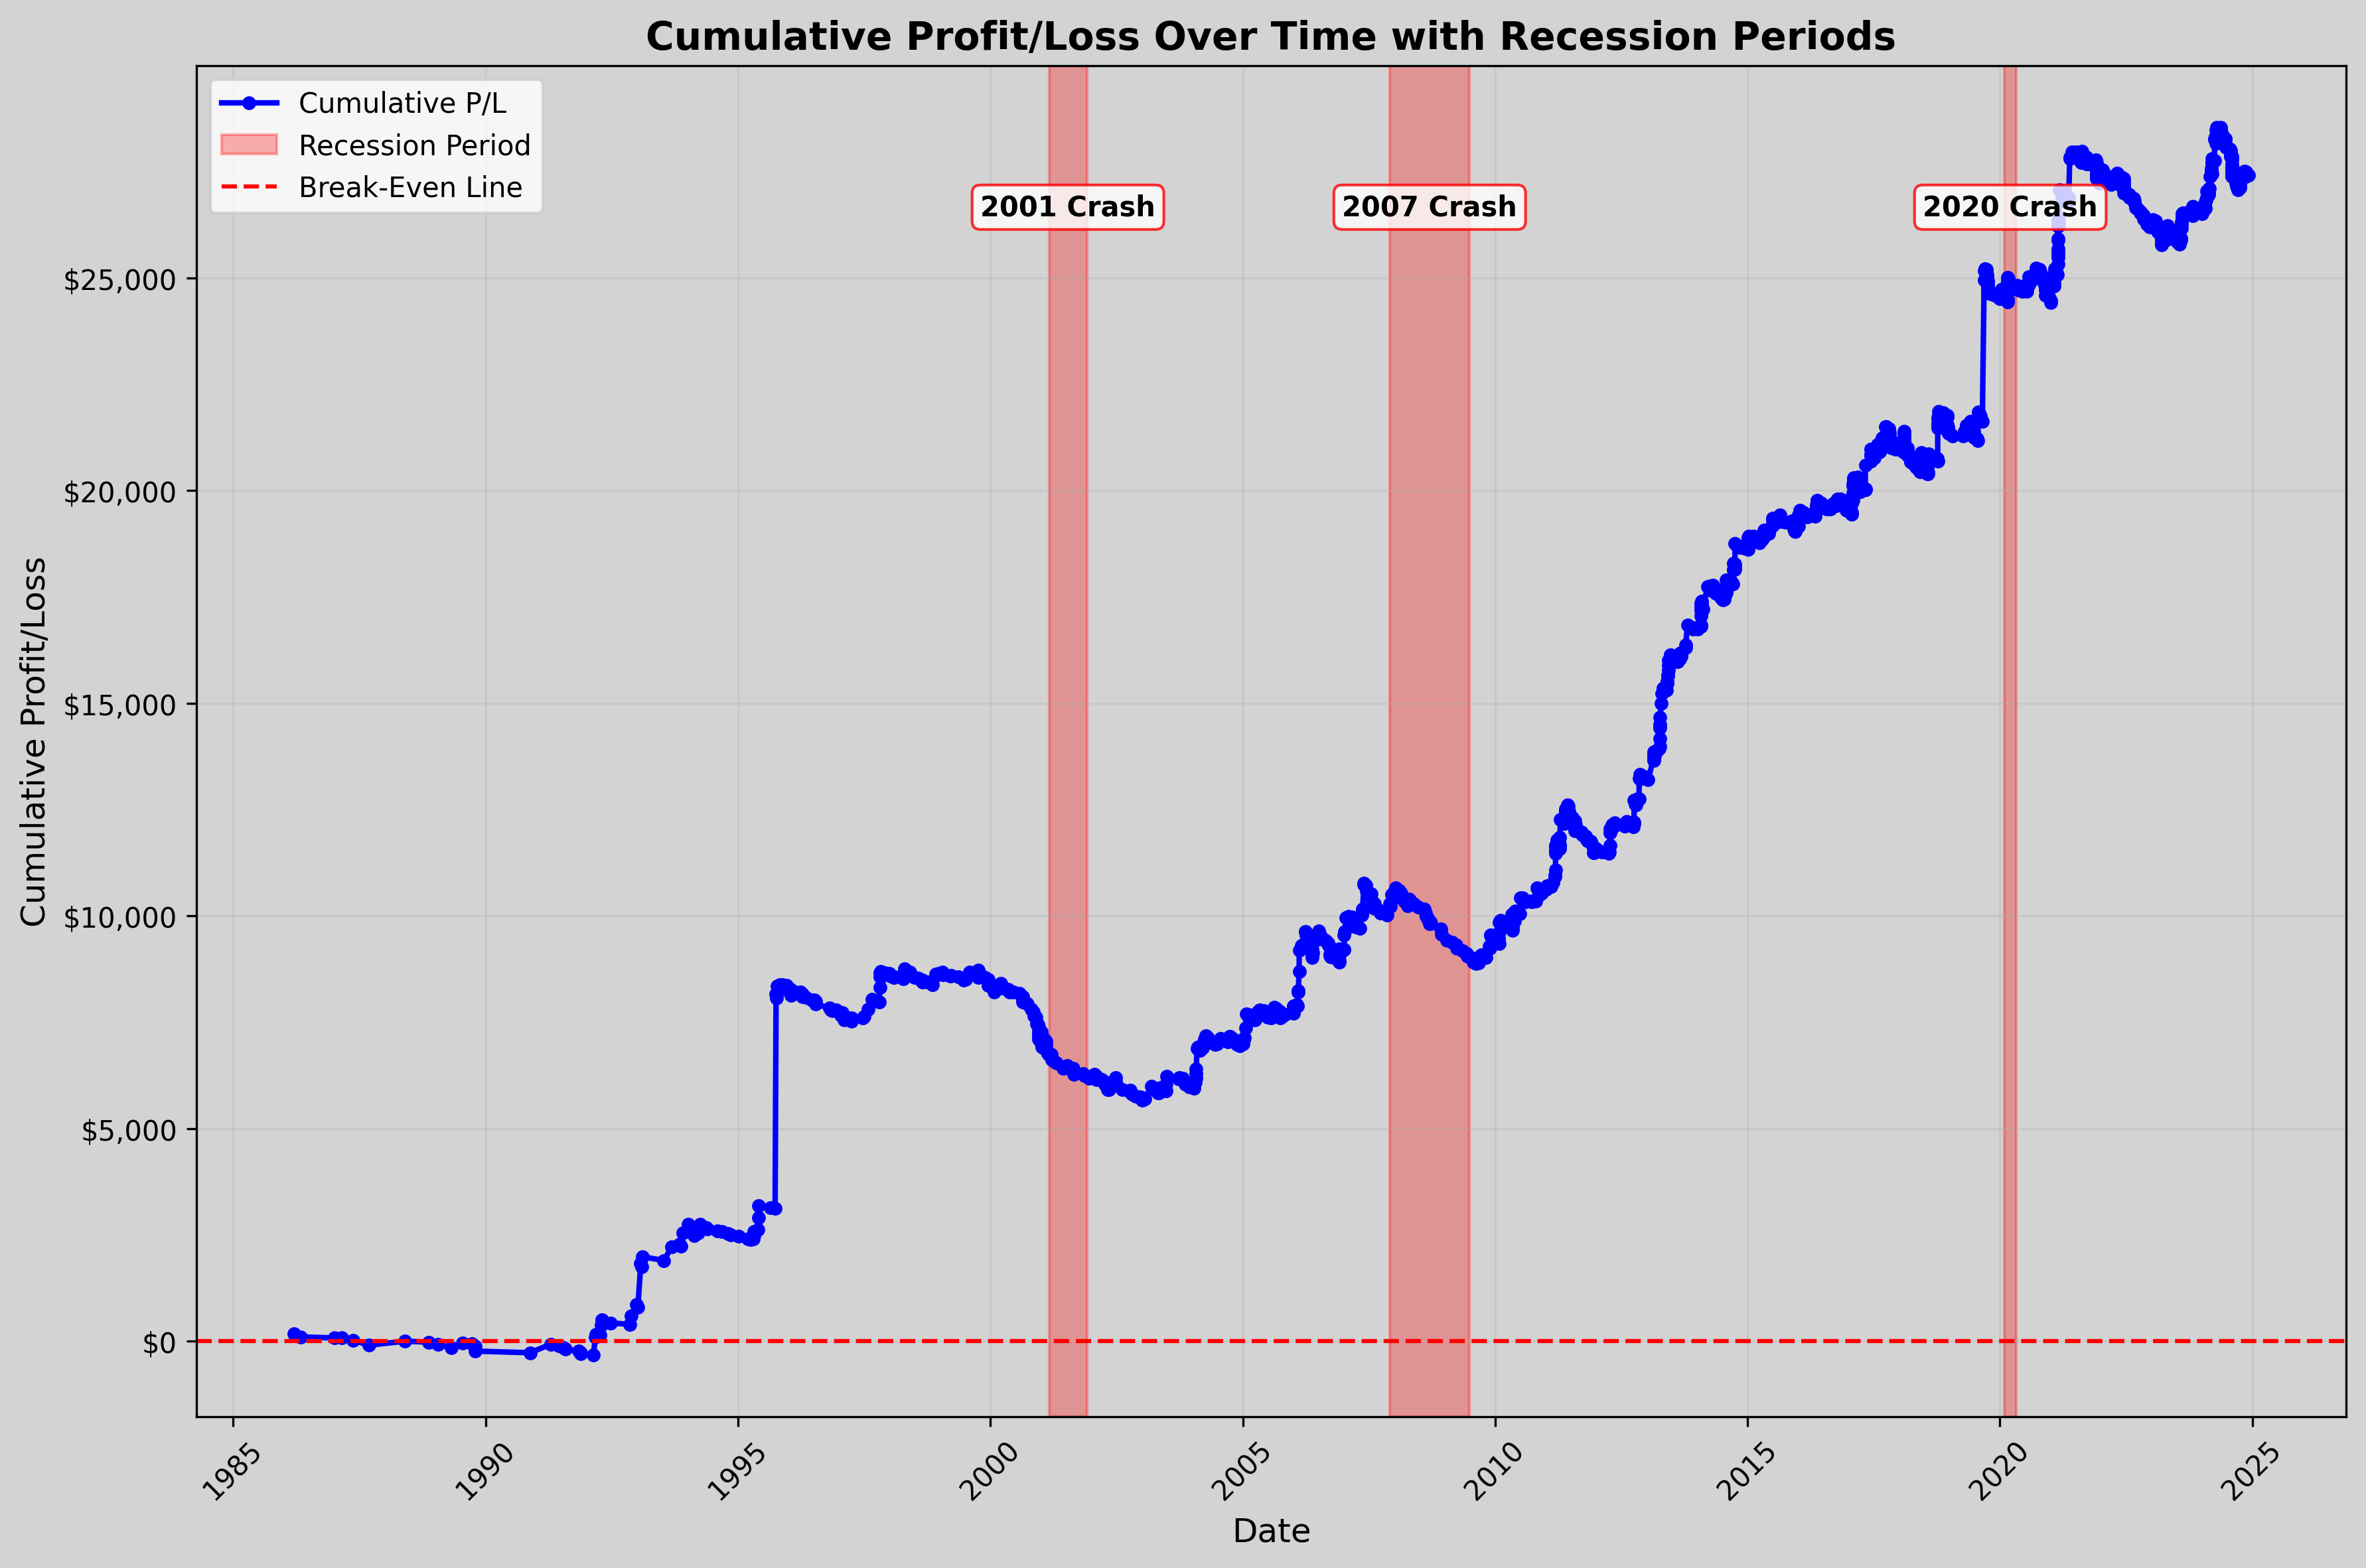 Cumulative Profit/Loss Over Time with Recession Periods
Cumulative P/L
Recession Period
Break-Even Line
2001 Crash
2007 Crash
2020 Crash
Cumulative Profit/Loss
$25,000
$20,000
$15,000
$10,000
$5,000
$0
1985
1990
1995
2000
2005
2010
2015
2020
2025
Date